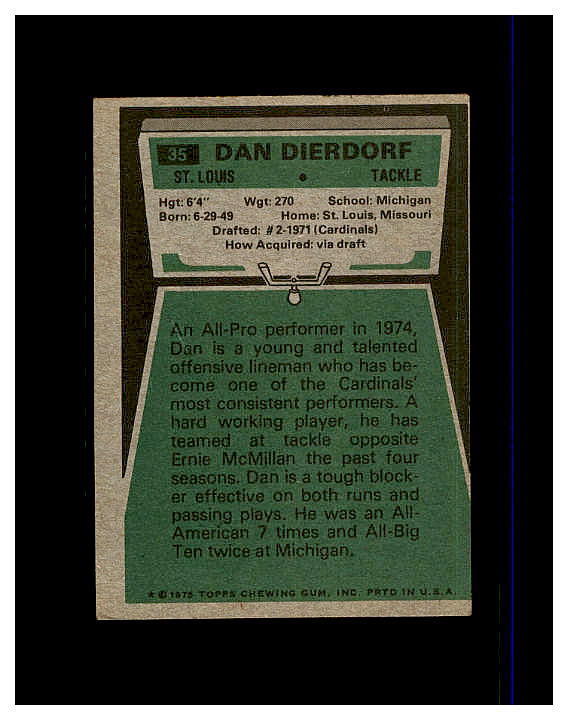 35 DAN DIERDORF
ST. LOUIS • TACKLE
Hgt: 6'4" Wgt: 270 School: Michigan
Born: 6-29-49 Home: St. Louis, Missouri
Drafted: #2-1971 (Cardinals)
How Acquired: via draft
An All-Pro performer in 1974,
Dan is a young and talented
offensive lineman who has be-
come one of the Cardinals'
most consistent performers. A
hard working player, he has
teamed at tackle opposite
Ernie McMillan the past four
seasons. Dan is a tough block-
er effective on both runs and
passing plays. He was an All-
American 7 times and All-Big
Ten twice at Michigan.
★ © 1975 TOPPS CHEWING GUM, INC. PRTD IN U.S.A.